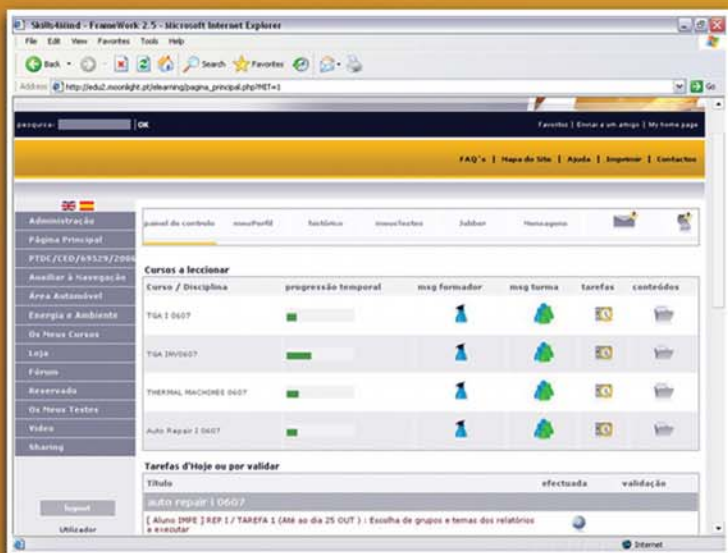 Skills4Mind - FrameWork 2.5 - Microsoft Internet Explorer
File Edit View Favorites Tools Help
Back Search Favorites
Address http://edu2.moonlight.pt/elearning/pagina_principal.php?MIT=1 Go
pesquisa: OK Favoritos | Enviar a um amigo | My home page
FAQ's | Mapa do Site | Ajuda | Imprimir | Contactos
Administração
Página Principal
PTDC/CED/69529/2006
Auxiliar à Navegação
Área Automóvel
Energia e Ambiente
Os Meus Cursos
Loja
Fórum
Reservada
Os Meus Testes
Video
Sharing
logout
Utilizador
painel de controlo meuPerfil histórico meusTestes Jabber Mensagens
Cursos a leccionar
Curso / Disciplina progressão temporal msg formador msg turma tarefas conteúdos
TGA I 0607
TGA INV0607
THERMAL MACHINES 0607
Auto Repair I 0607
Tarefas d'Hoje ou por validar
Título efectuada validação
auto repair i 0607
[ Aluno IMPE ] REP I / TAREFA 1 (Até ao dia 25 OUT ) : Escolha de grupos e temas dos relatórios
a executar
Internet